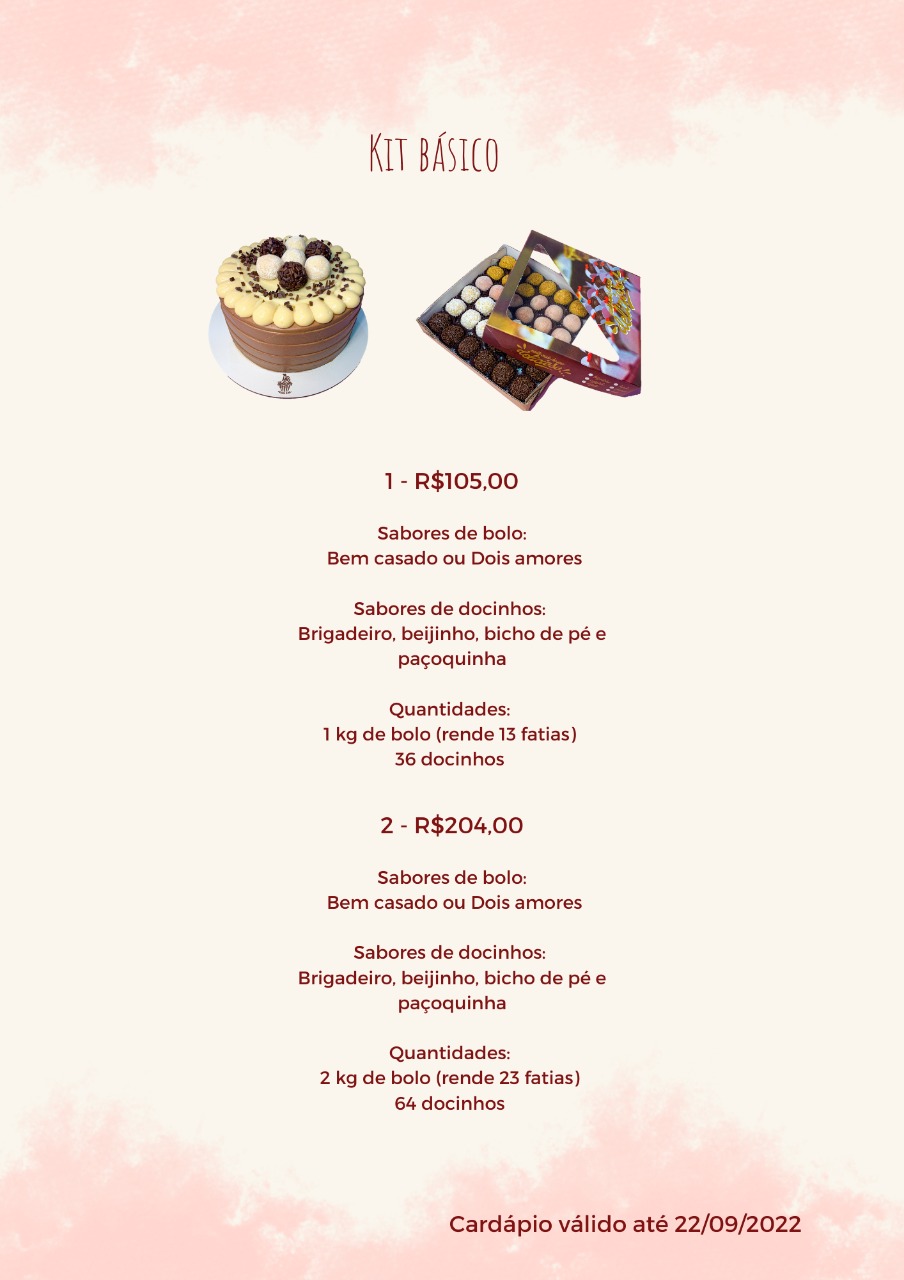 Kit básico
1 - R$105,00
Sabores de bolo:
Bem casado ou Dois amores
Sabores de docinhos:
Brigadeiro, beijinho, bicho de pé e
paçoquinha
Quantidades:
1 kg de bolo (rende 13 fatias)
36 docinhos
2 - R$204,00
Sabores de bolo:
Bem casado ou Dois amores
Sabores de docinhos:
Brigadeiro, beijinho, bicho de pé e
paçoquinha
Quantidades:
2 kg de bolo (rende 23 fatias)
64 docinhos
Cardápio válido até 22/09/2022